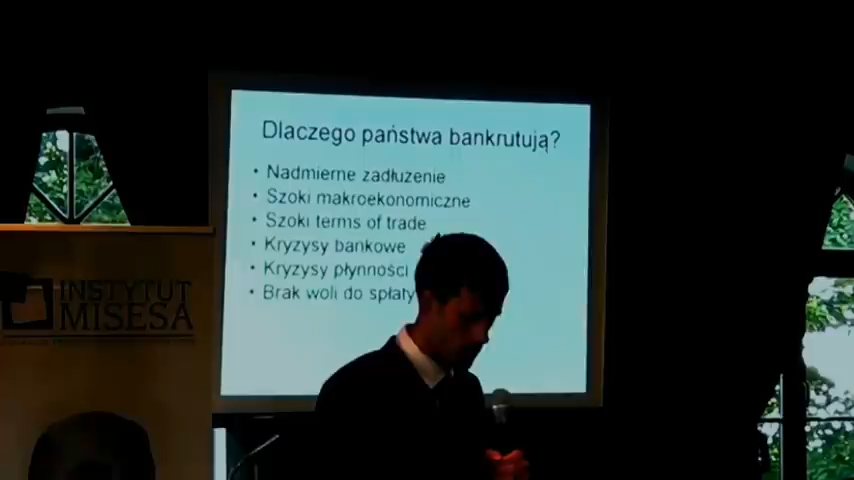 Dlaczego państwa bankrutują?
• Nadmierne zadłużenie
• Szoki makroekonomiczne
• Szoki terms of trade
• Kryzysy bankowe
• Kryzysy płynności
• Brak woli do spłaty
INSTYTUT
MISESA